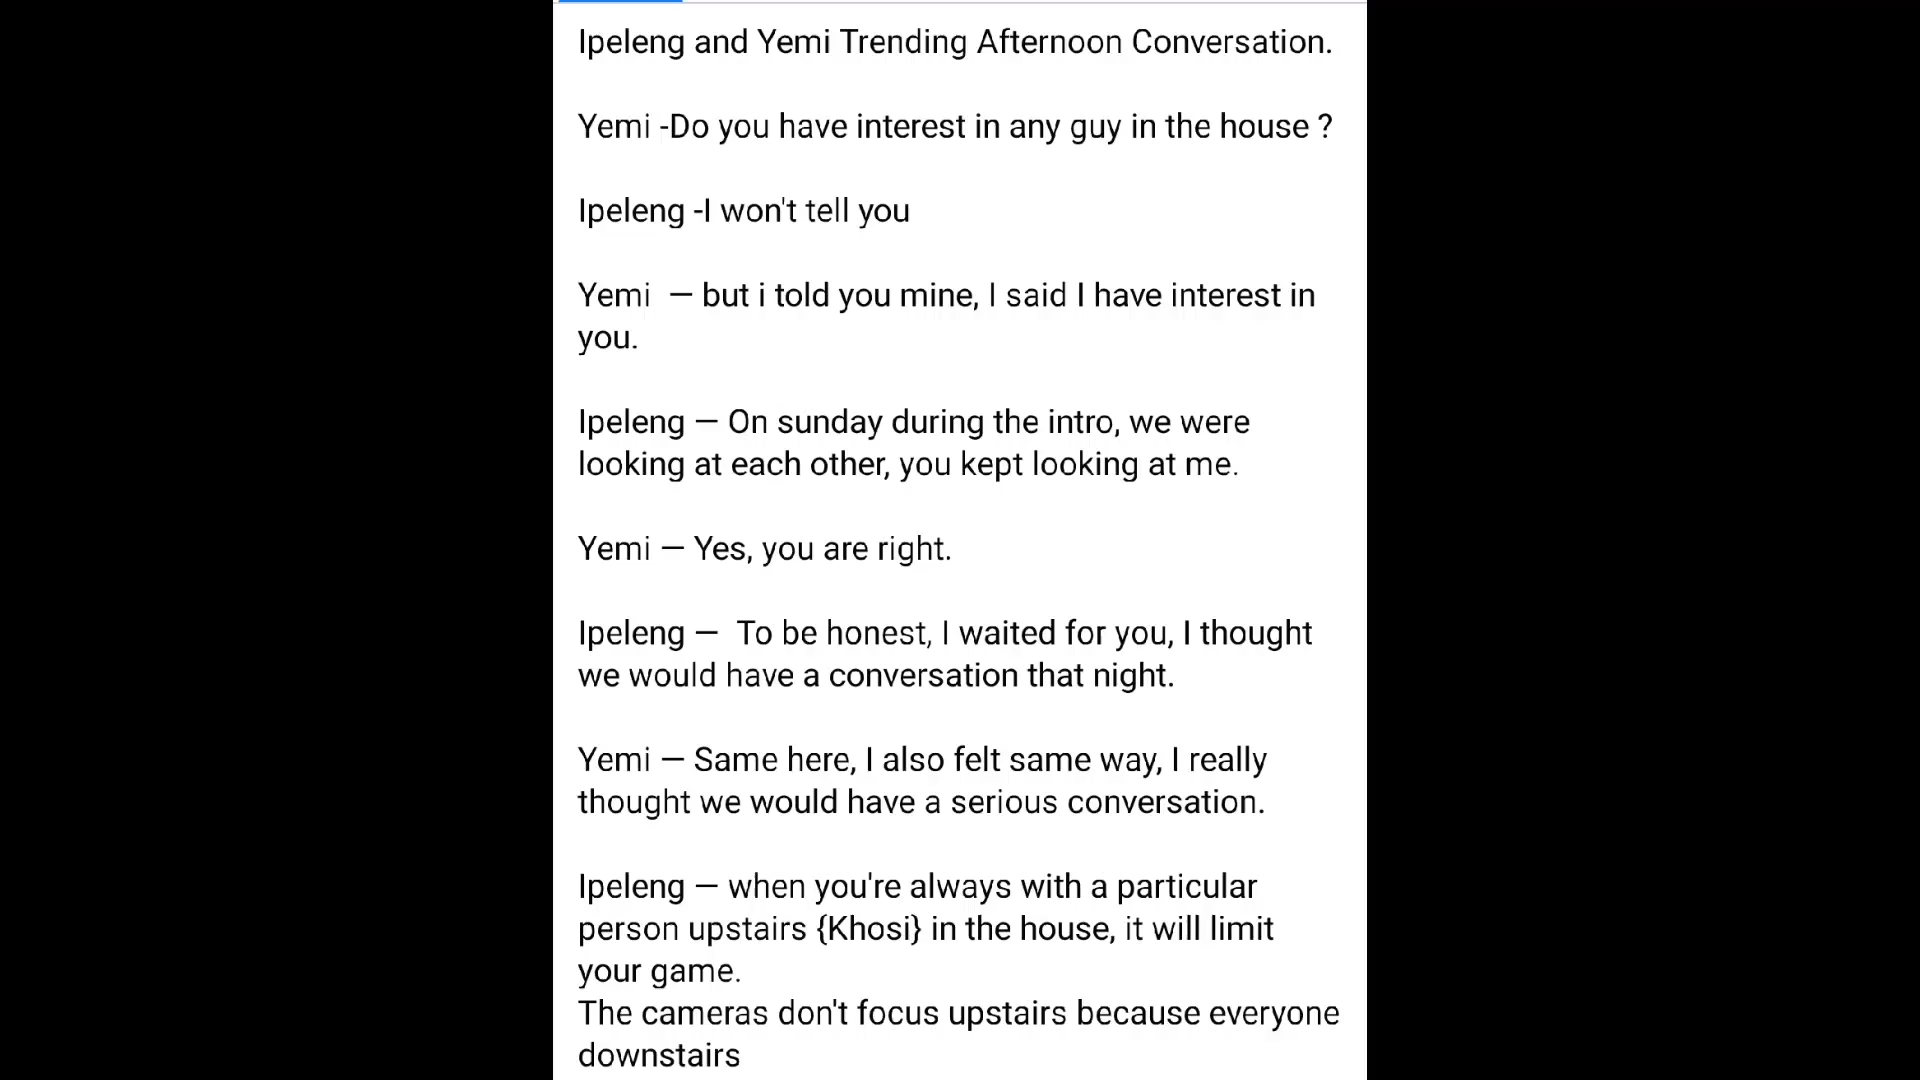 Ipeleng and Yemi Trending Afternoon Conversation.
Yemi -Do you have interest in any guy in the house ?
Ipeleng -I won't tell you
Yemi — but i told you mine, I said I have interest in
you.
Ipeleng — On sunday during the intro, we were
looking at each other, you kept looking at me.
Yemi — Yes, you are right.
Ipeleng — To be honest, I waited for you, I thought
we would have a conversation that night.
Yemi — Same here, I also felt same way, I really
thought we would have a serious conversation.
Ipeleng — when you're always with a particular
person upstairs {Khosi} in the house, it will limit
your game.
The cameras don't focus upstairs because everyone
downstairs